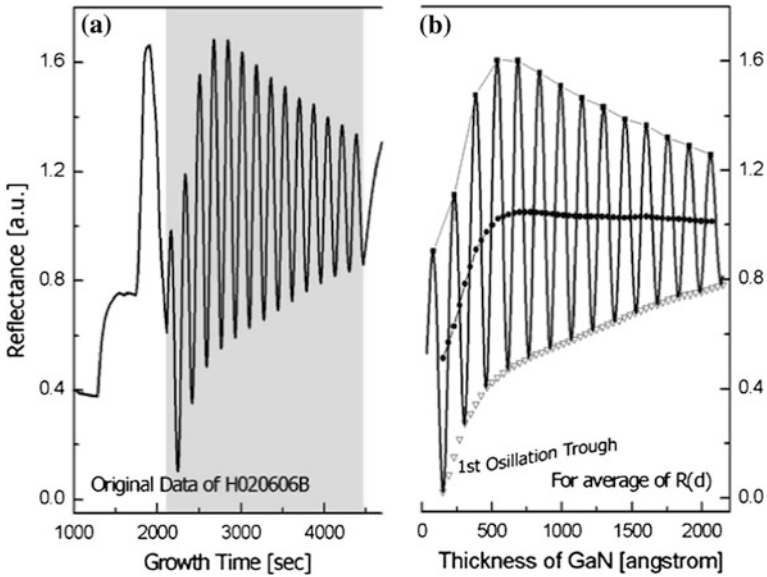 (a)
(b)
Reflectance [a.u.]
1.6
1.2
0.8
0.4
0.0
Original Data of H020606B
1000 2000 3000 4000
Growth Time [sec]
1.6
1.2
0.8
0.4
0.0
1st Osillation Trough
For average of R(d)
0 500 1000 1500 2000
Thickness of GaN [angstrom]